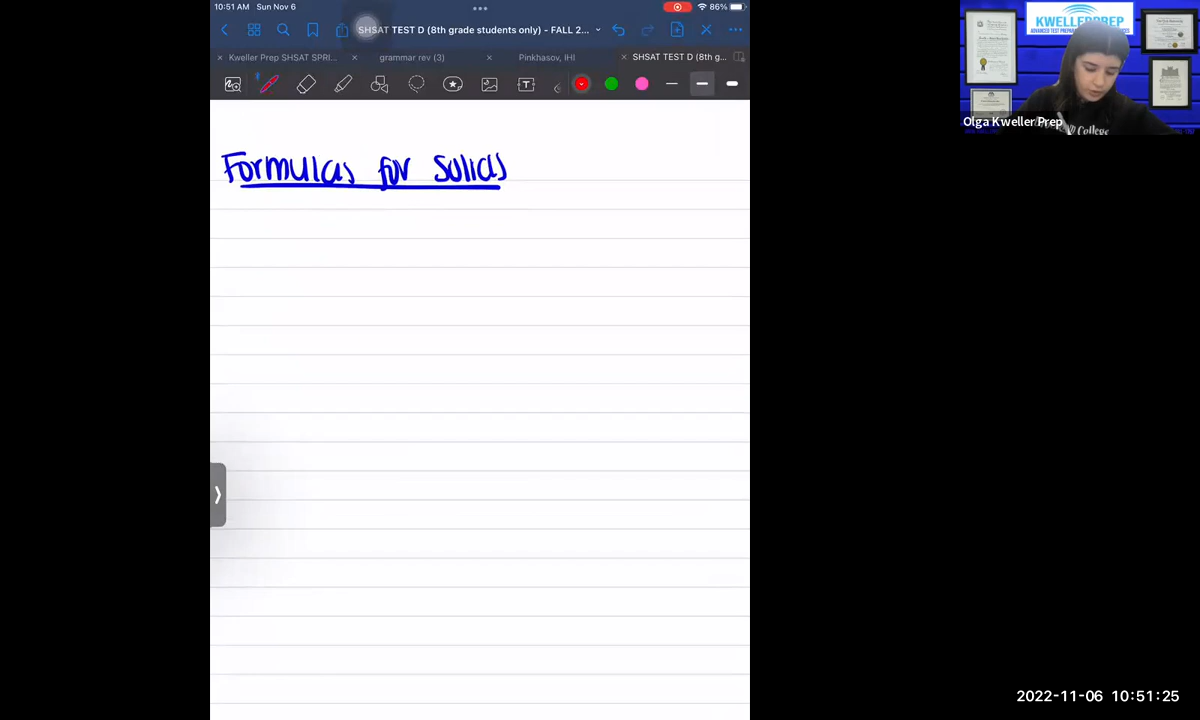 10:51 AM Sun Nov 6
86%
SHSAT TEST D (8th grade students only) - FALL 2...
Kweller Prep SHSAT SPRI...
grammar rev (3)
Pinkhasov, IHI
SHSAT TEST D (8th g...
Formulas for Solids
KWELLERPREP
College
Olga Kweller Prep
2022-11-06 10:51:25